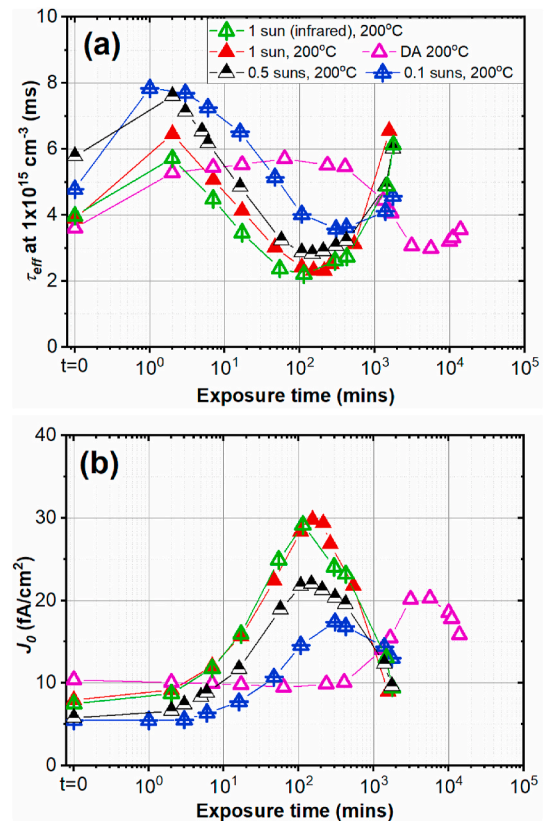 (a)
1 sun (infrared), 200°C
1 sun, 200°C
DA 200°C
0.5 suns, 200°C
0.1 suns, 200°C
τeff at 1x10^15 cm^-3 (ms)
10
8
6
4
2
0
t=0 10^0 10^1 10^2 10^3 10^4 10^5
Exposure time (mins)
(b)
J0 (fA/cm^2)
40
30
20
10
0
t=0 10^0 10^1 10^2 10^3 10^4 10^5
Exposure time (mins)